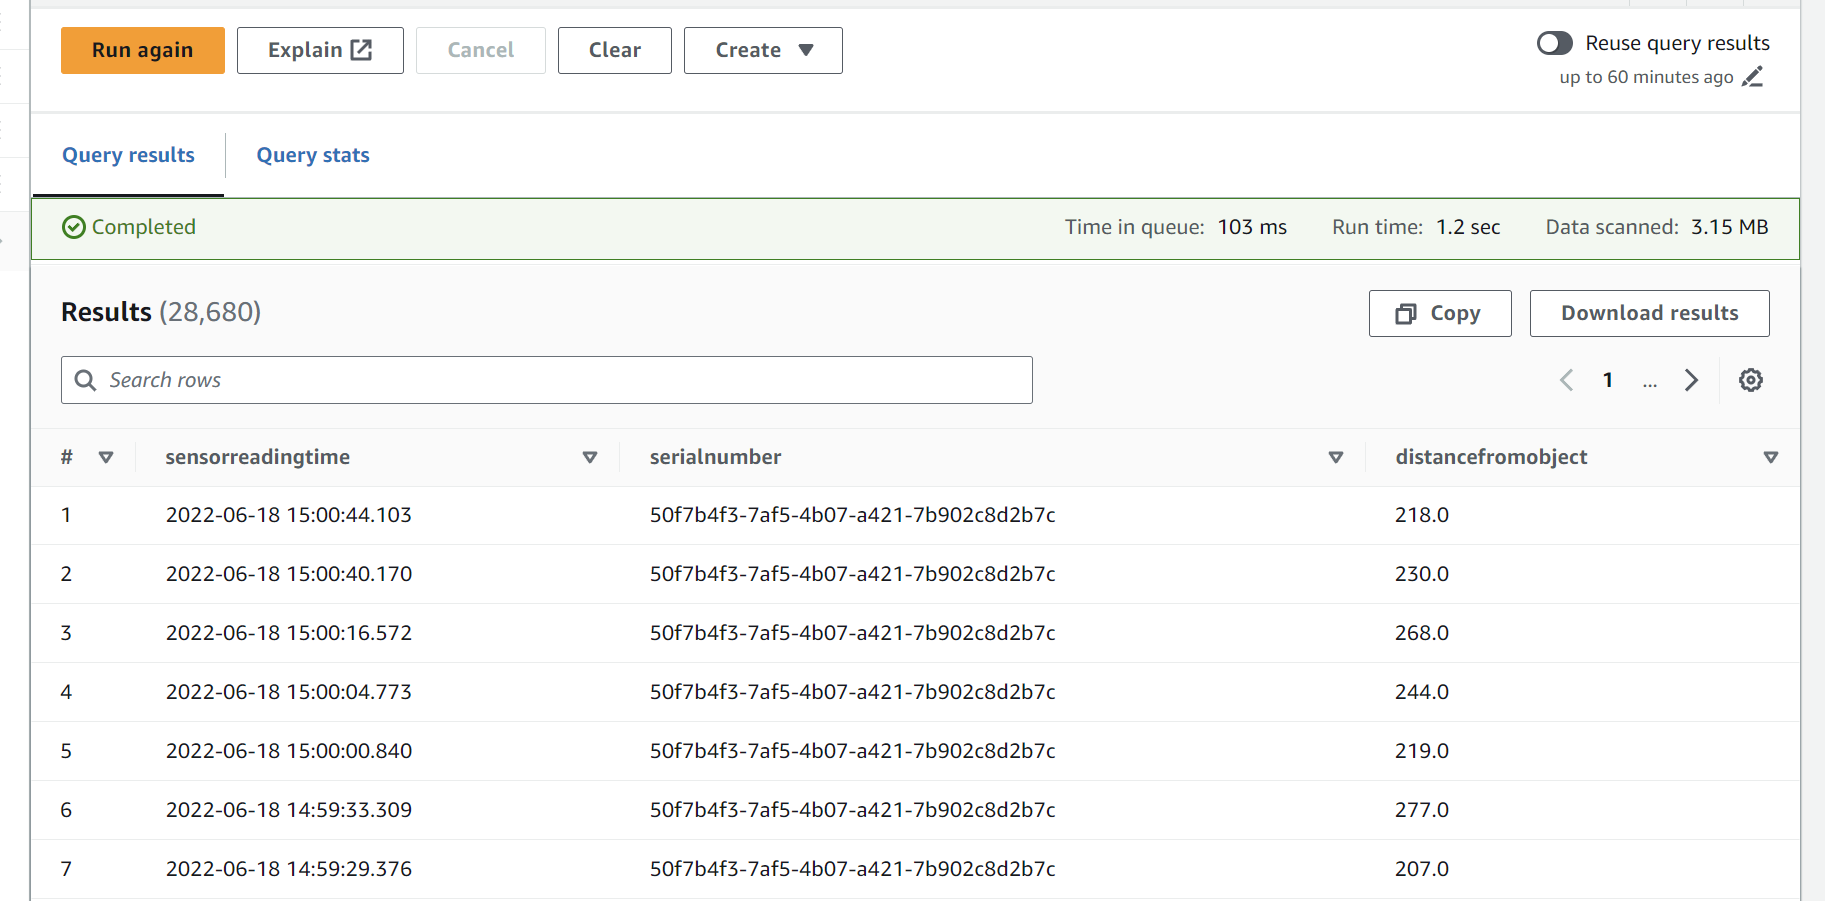 Run again Explain Cancel Clear Create Reuse query results
up to 60 minutes ago
Query results Query stats
Completed Time in queue: 103 ms Run time: 1.2 sec Data scanned: 3.15 MB
Results (28,680) Copy Download results
Search rows 1 ...
# sensorreadingtime serialnumber distancefromobject
1 2022-06-18 15:00:44.103 50f7b4f3-7af5-4b07-a421-7b902c8d2b7c 218.0
2 2022-06-18 15:00:40.170 50f7b4f3-7af5-4b07-a421-7b902c8d2b7c 230.0
3 2022-06-18 15:00:16.572 50f7b4f3-7af5-4b07-a421-7b902c8d2b7c 268.0
4 2022-06-18 15:00:04.773 50f7b4f3-7af5-4b07-a421-7b902c8d2b7c 244.0
5 2022-06-18 15:00:00.840 50f7b4f3-7af5-4b07-a421-7b902c8d2b7c 219.0
6 2022-06-18 14:59:33.309 50f7b4f3-7af5-4b07-a421-7b902c8d2b7c 277.0
7 2022-06-18 14:59:29.376 50f7b4f3-7af5-4b07-a421-7b902c8d2b7c 207.0